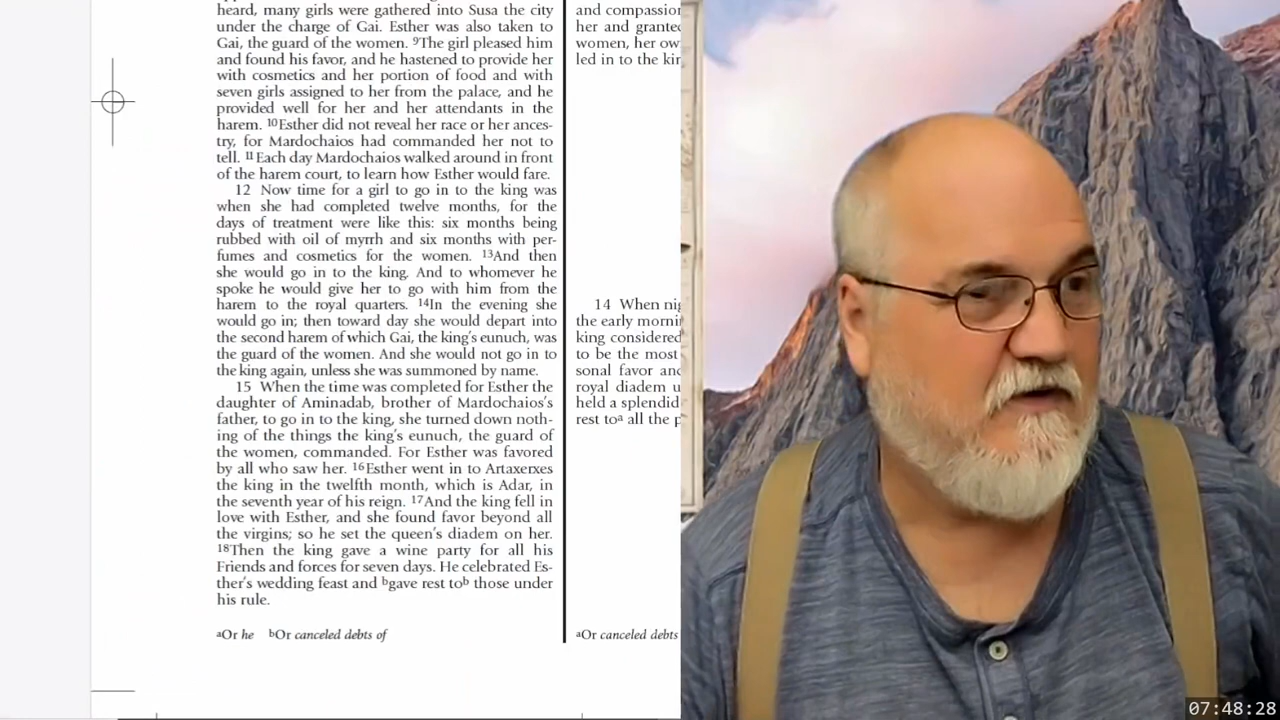 heard, many girls were gathered into Susa the city
under the charge of Gai. Esther was also taken to
Gai, the guard of the women. ⁹The girl pleased him
and found his favor, and he hastened to provide her
with cosmetics and her portion of food and with
seven girls assigned to her from the palace, and he
provided well for her and her attendants in the
harem. ¹⁰Esther did not reveal her race or her ances-
try, for Mardochaios had commanded her not to
tell. ¹¹Each day Mardochaios walked around in front
of the harem court, to learn how Esther would fare.
12 Now time for a girl to go in to the king was
when she had completed twelve months, for the
days of treatment were like this: six months being
rubbed with oil of myrrh and six months with per-
fumes and cosmetics for the women. ¹³And then
she would go in to the king. And to whomever he
spoke he would give her to go with him from the
harem to the royal quarters. ¹⁴In the evening she
would go in; then toward day she would depart into
the second harem of which Gai, the king's eunuch, was
the guard of the women. And she would not go in to
the king again, unless she was summoned by name.
15 When the time was completed for Esther the
daughter of Aminadab, brother of Mardochaios's
father, to go in to the king, she turned down noth-
ing of the things the king's eunuch, the guard of
the women, commanded. For Esther was favored
by all who saw her. ¹⁶Esther went in to Artaxerxes
the king in the twelfth month, which is Adar, in
the seventh year of his reign. ¹⁷And the king fell in
love with Esther, and she found favor beyond all
the virgins; so he set the queen's diadem on her.
¹⁸Then the king gave a wine party for all his
Friends and forces for seven days. He celebrated Es-
ther's wedding feast and ᵇgave rest toᵇ those under
his rule.
ᵃOr he ᵇOr canceled debts of
and compassion
her and granted
women, her ow
led in to the kin
14 When nig
the early morni
king considered
to be the most
sonal favor and
royal diadem u
held a splendid
rest toᵃ all the p
ᵃOr canceled debts
07:48:28